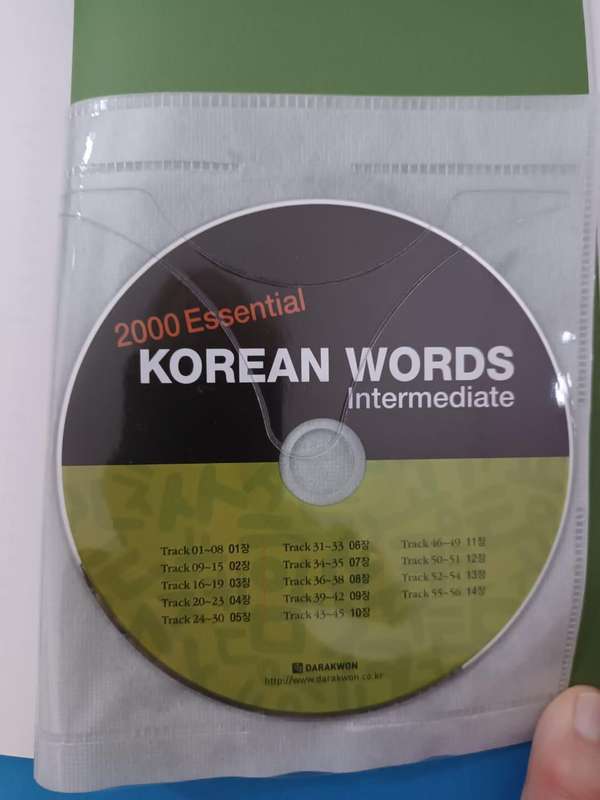 2000 Essential
KOREAN WORDS
Intermediate
Track 01~08 01장
Track 09~15 02장
Track 16~19 03장
Track 20~23 04장
Track 24~30 05장
Track 31~33 06장
Track 34~35 07장
Track 36~38 08장
Track 39~42 09장
Track 43~45 10장
Track 46~49 11장
Track 50~51 12장
Track 52~54 13장
Track 55~56 14장
DARAKWON
http://www.darakwon.co.kr